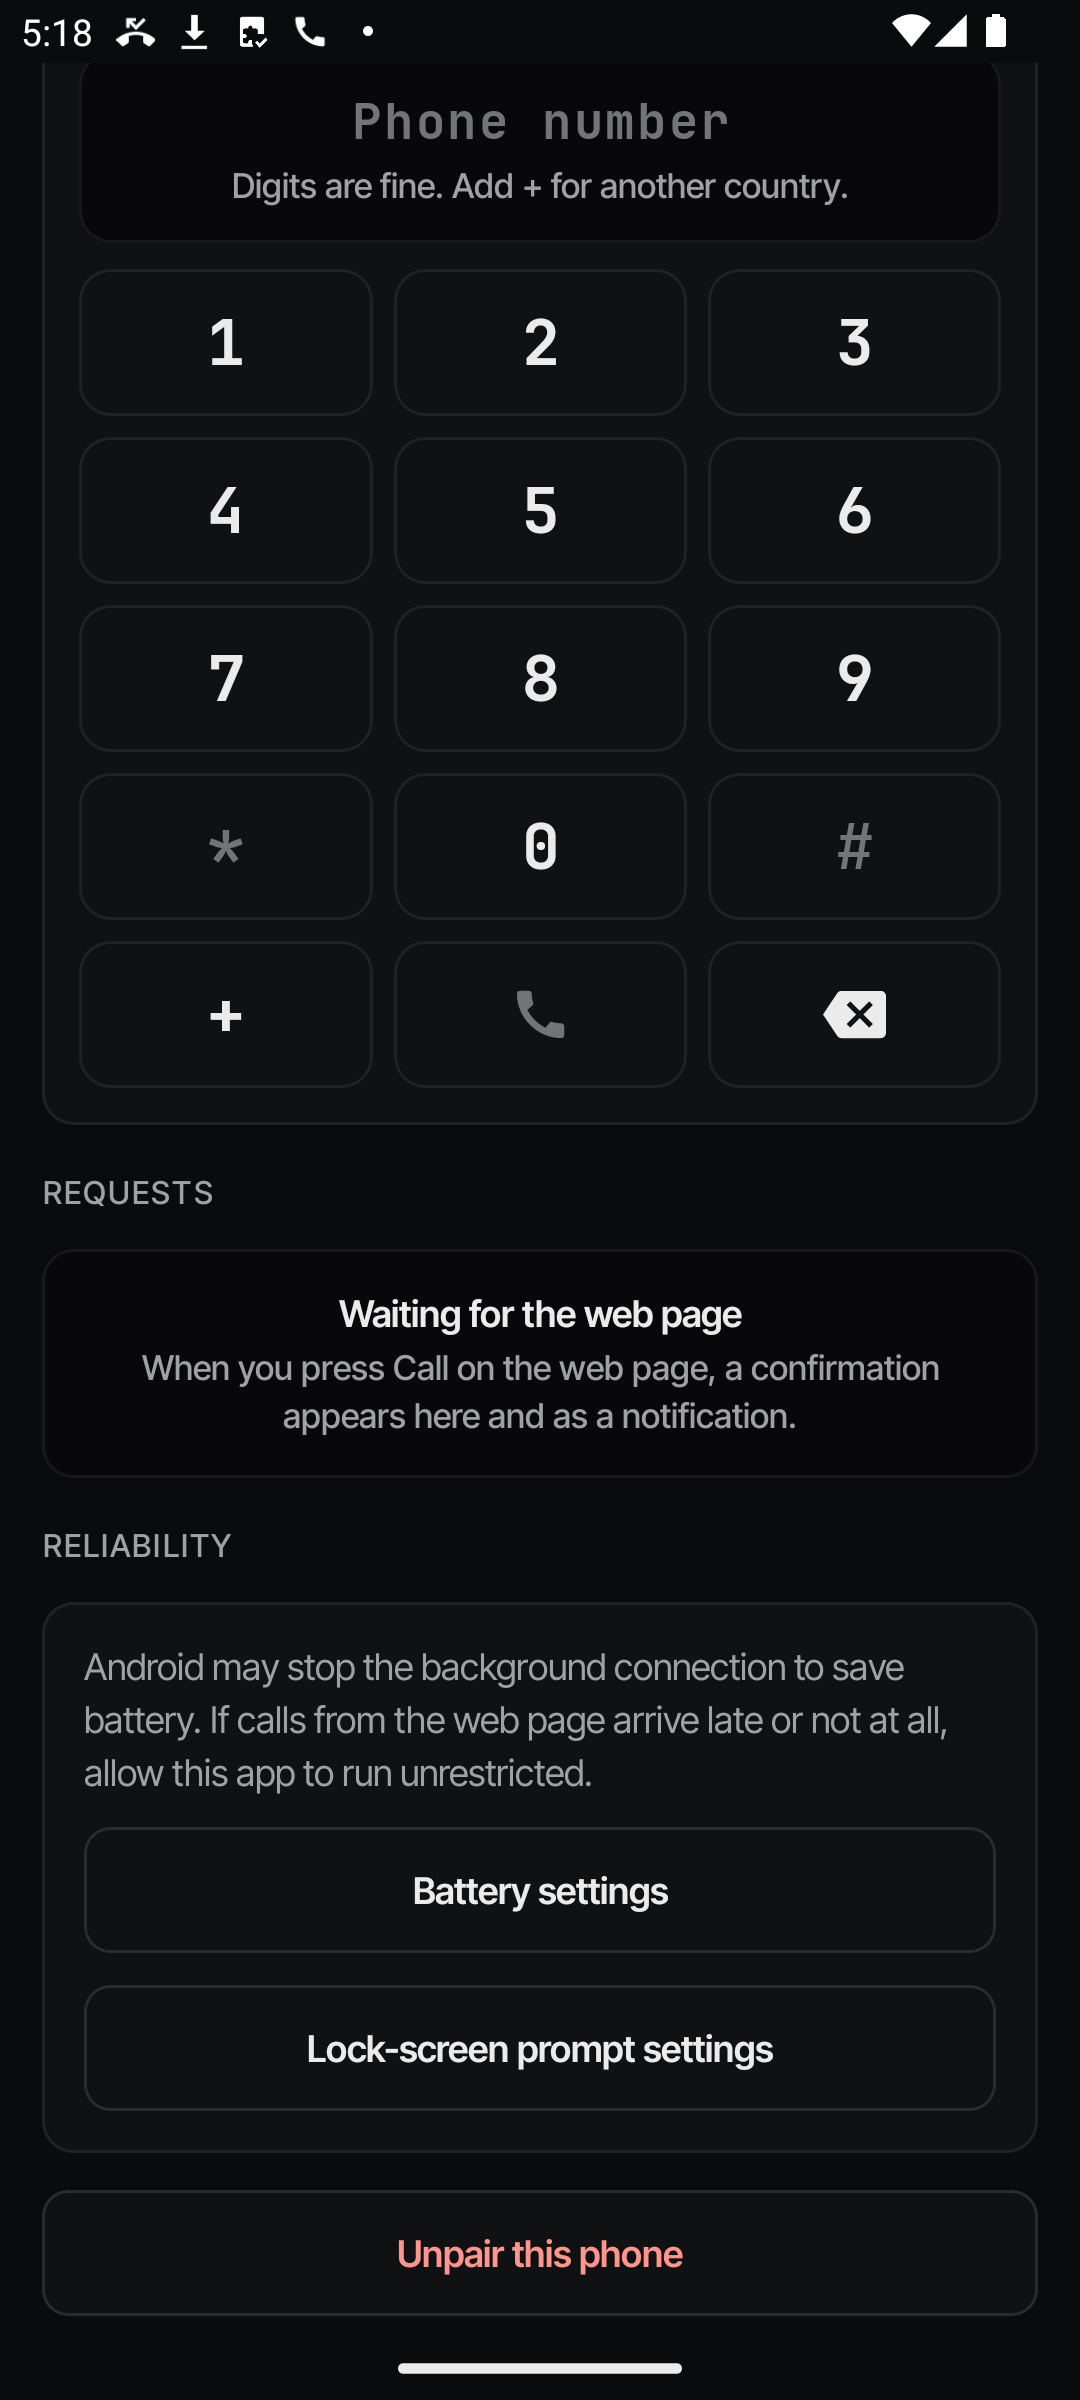 5:18
Phone number
Digits are fine. Add + for another country.
1 2 3
4 5 6
7 8 9
* 0 #
+
REQUESTS
Waiting for the web page
When you press Call on the web page, a confirmation
appears here and as a notification.
RELIABILITY
Android may stop the background connection to save
battery. If calls from the web page arrive late or not at all,
allow this app to run unrestricted.
Battery settings
Lock-screen prompt settings
Unpair this phone